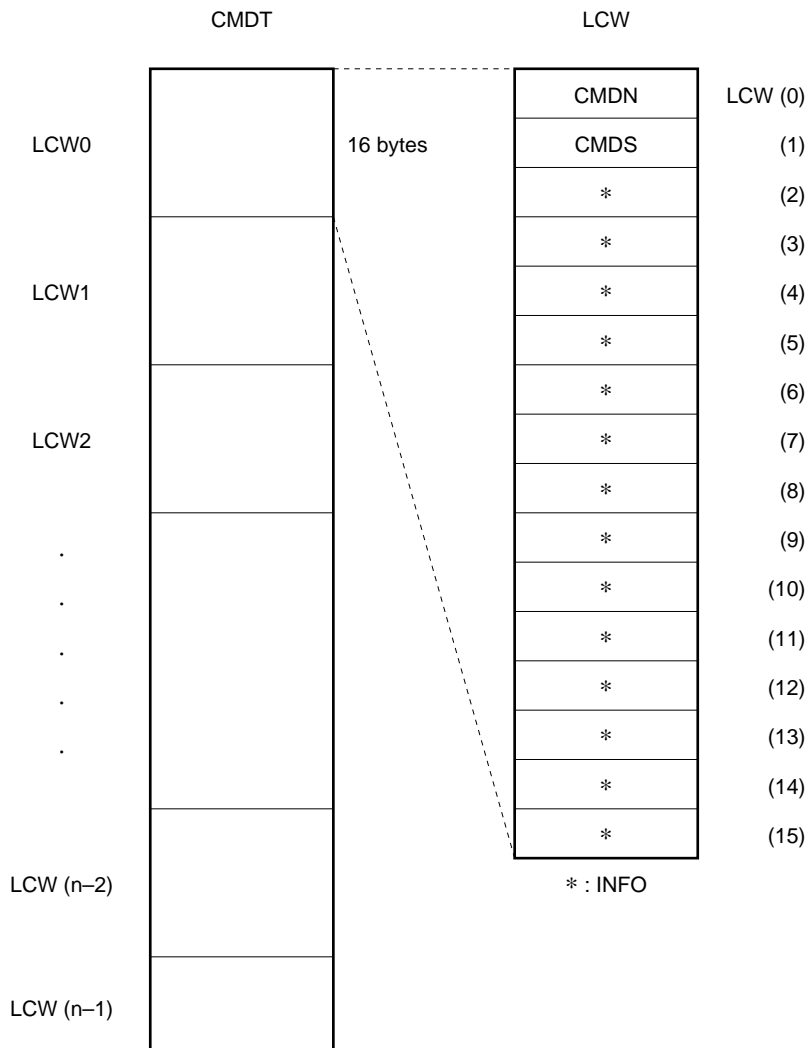 CMDT LCW
CMDN LCW (0)
LCW0 16 bytes CMDS (1)
* (2)
* (3)
LCW1 * (4)
* (5)
* (6)
LCW2 * (7)
* (8)
. * (9)
. * (10)
. * (11)
. * (12)
. * (13)
* (14)
* (15)
LCW (n–2) * : INFO
LCW (n–1)